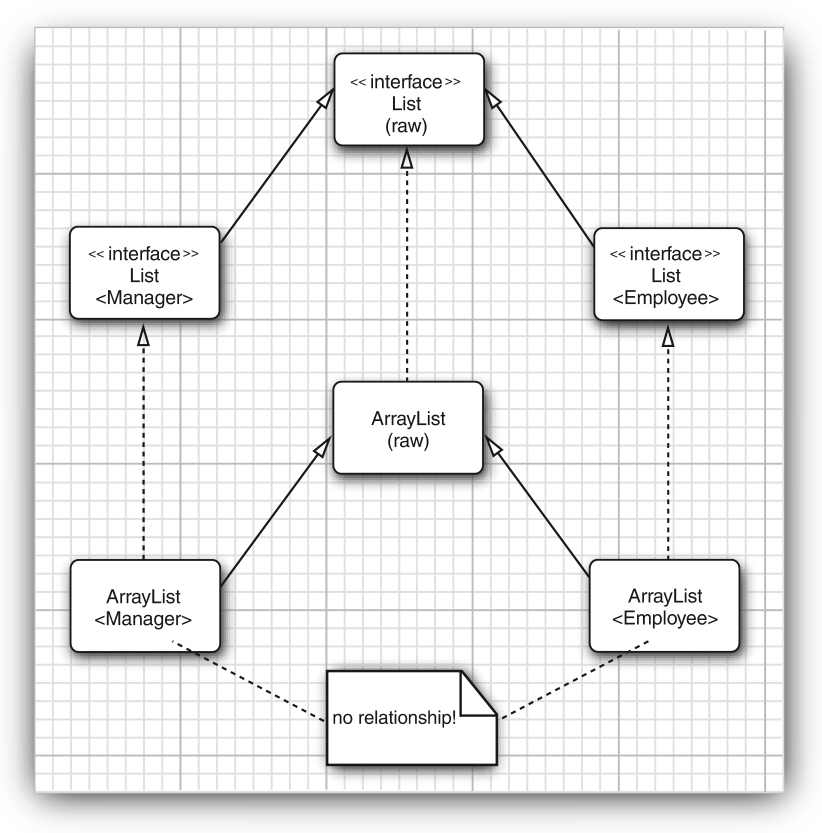 << interface >>
List
(raw)
<< interface >>
List
<Manager>
<< interface >>
List
<Employee>
ArrayList
(raw)
ArrayList
<Manager>
ArrayList
<Employee>
no relationship!